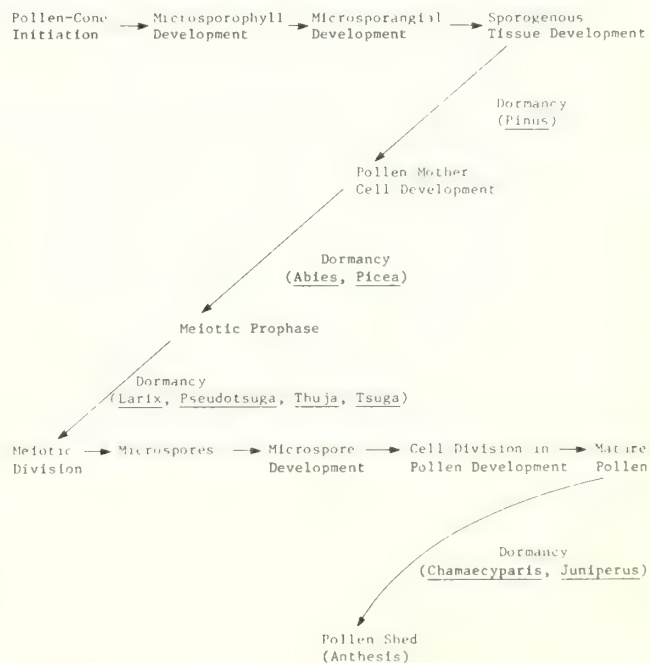 Pollen-Cone Microsporophyll Microsporangial Sporogenous
Initiation Development Development Tissue Development
Dormancy
(Pinus)
Pollen Mother
Cell Development
Dormancy
(Abies, Picea)
Meiotic Prophase
Dormancy
(Larix, Pseudotsuga, Thuja, Tsuga)
Meiotic Microspores Microspore Cell Division in Mature
Division Development Pollen Development Pollen
Dormancy
(Chamaecyparis, Juniperus)
Pollen Shed
(Anthesis)